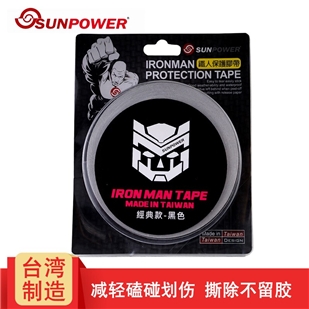 SUNPOWER
SUNPOWER
IRONMAN 鐵人保護膠帶
PROTECTION TAPE
SUNPOWER
IRON MAN TAPE
MADE IN TAIWAN
經典款-黑色
Made in Taiwan
Taiwan DESIGN
台湾
制造
减轻磕碰划伤 撕除不留胶